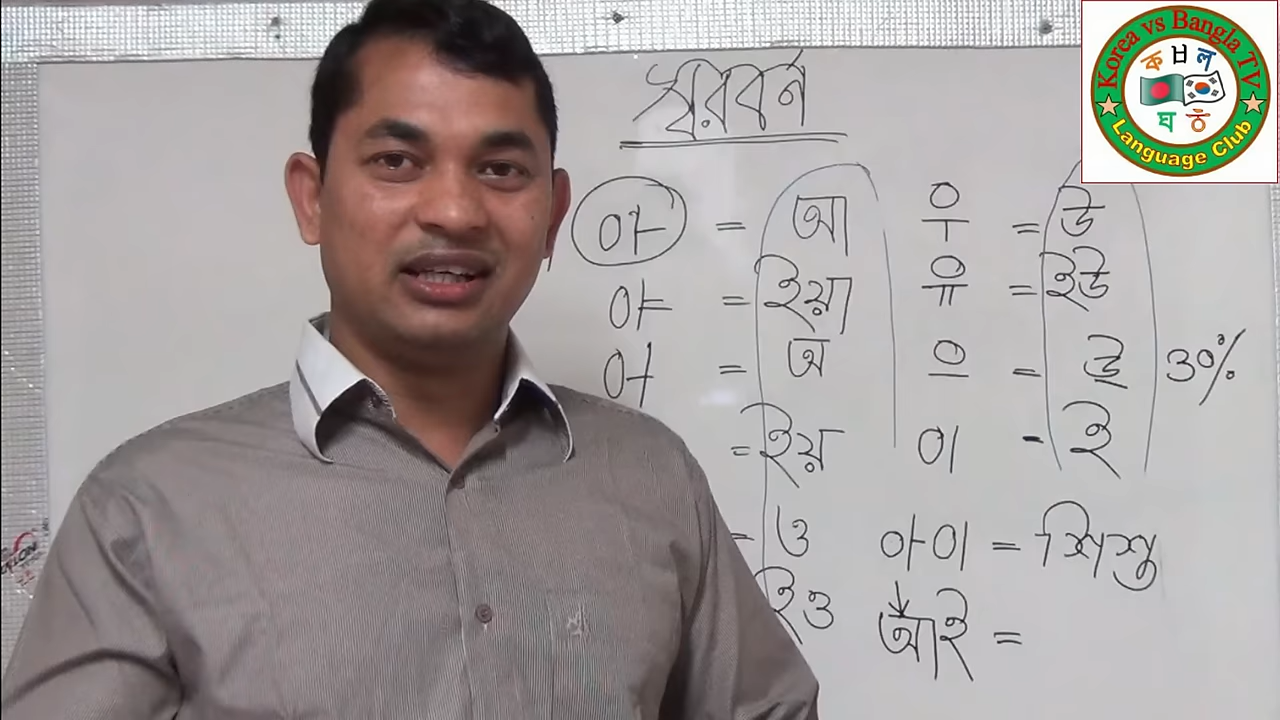 স্বরবর্ন
아 = আ 우 = উ
야 = ইয়া 유 = ইউ
어 = অ 으 = উ্ 30%
= ইয় 이 - ই
= ও 아이 = শিশু
ইও আই =
Korea vs Bangla TV
ক ㅂ ল
ঘ ঠ
Language Club